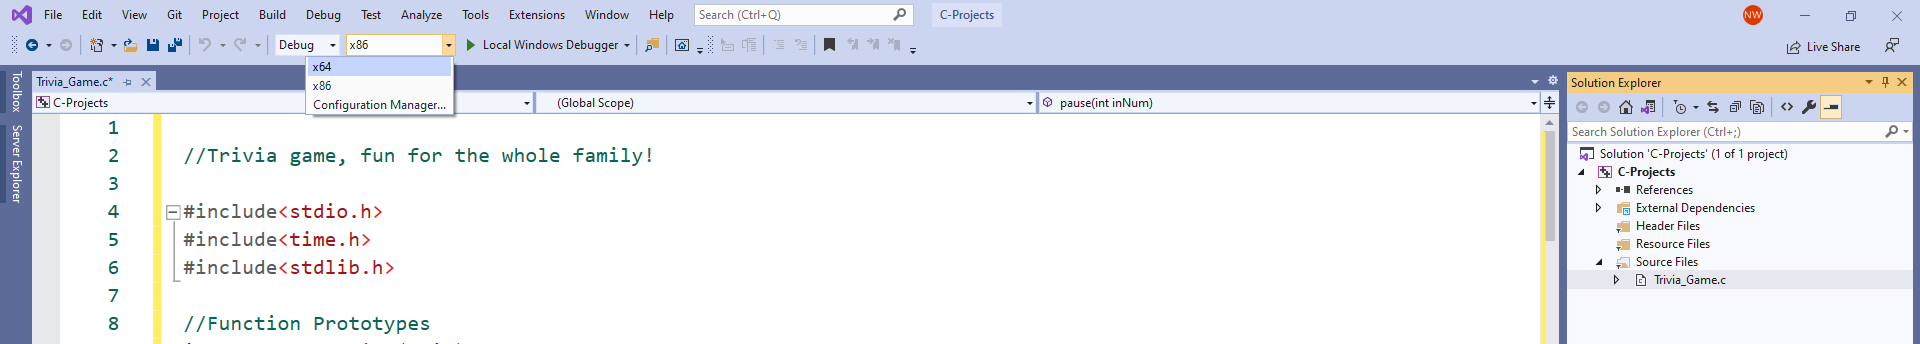 File Edit View Git Project Build Debug Test Analyze Tools Extensions Window Help Search (Ctrl+Q) C-Projects NW
Debug x86 Local Windows Debugger Live Share
x64
x86
Configuration Manager...
Toolbox
Server Explorer
Trivia_Game.c*
C-Projects (Global Scope) pause(int inNum)
1
2 //Trivia game, fun for the whole family!
3
4 #include<stdio.h>
5 #include<time.h>
6 #include<stdlib.h>
7
8 //Function Prototypes
Solution Explorer
Search Solution Explorer (Ctrl+;)
Solution 'C-Projects' (1 of 1 project)
C-Projects
References
External Dependencies
Header Files
Resource Files
Source Files
Trivia_Game.c